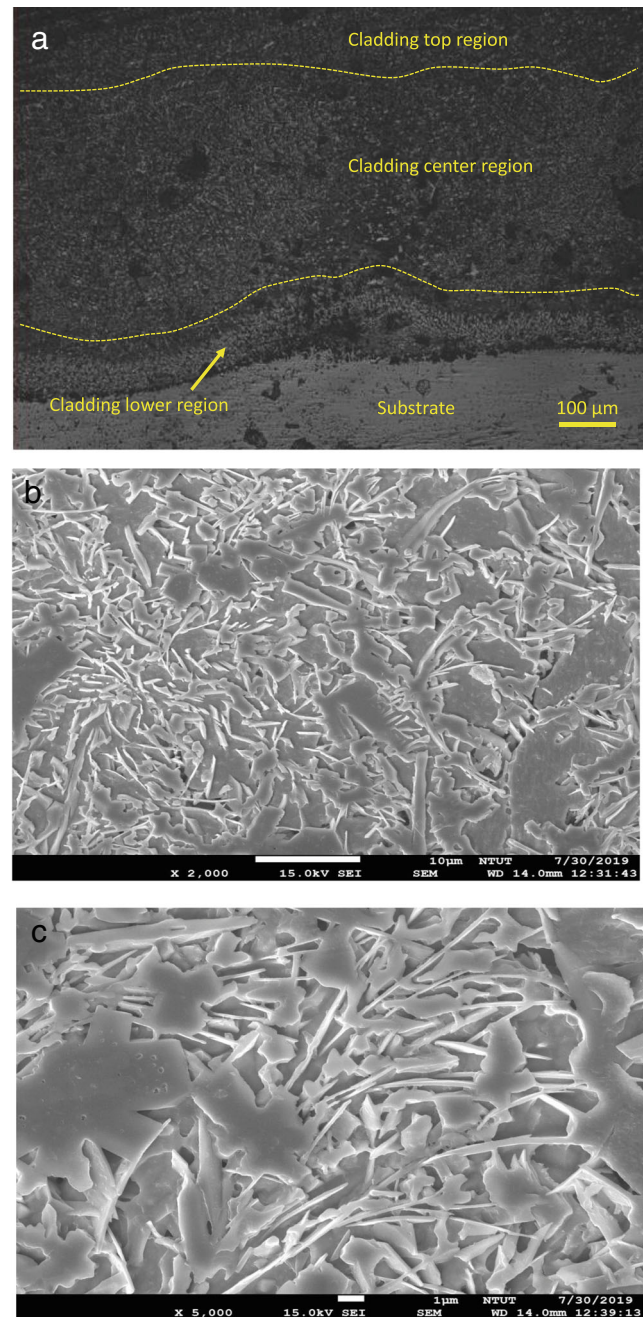 a
Cladding top region
Cladding center region
Cladding lower region
Substrate
100 µm
b
10µm NTUT 7/30/2019
X 2,000 15.0kV SEI SEM WD 14.0mm 12:31:43
c
1µm NTUT 7/30/2019
X 5,000 15.0kV SEI SEM WD 14.0mm 12:39:13